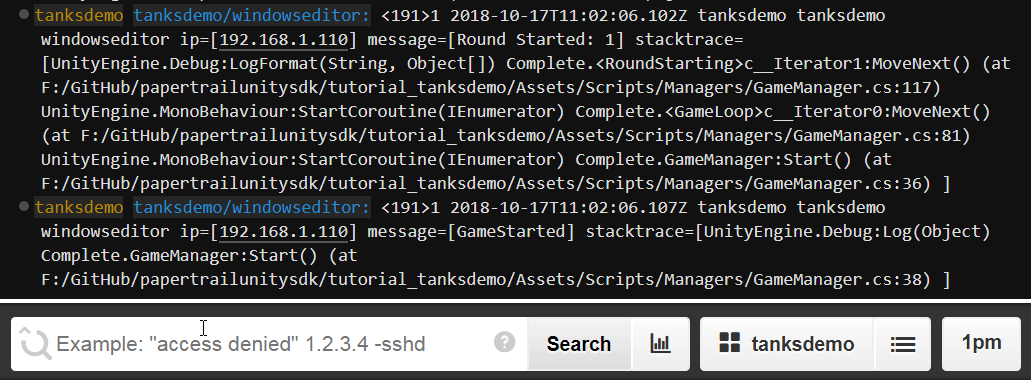 tanksdemo tanksdemo/windowseditor: <191>1 2018-10-17T11:02:06.102Z tanksdemo tanksdemo
windowseditor ip=[192.168.1.110] message=[Round Started: 1] stacktrace=
[UnityEngine.Debug:LogFormat(String, Object[]) Complete.<RoundStarting>c__Iterator1:MoveNext() (at
F:/GitHub/papertrailunitysdk/tutorial_tanksdemo/Assets/Scripts/Managers/GameManager.cs:117)
UnityEngine.MonoBehaviour:StartCoroutine(IEnumerator) Complete.<GameLoop>c__Iterator0:MoveNext()
(at F:/GitHub/papertrailunitysdk/tutorial_tanksdemo/Assets/Scripts/Managers/GameManager.cs:81)
UnityEngine.MonoBehaviour:StartCoroutine(IEnumerator) Complete.GameManager:Start() (at
F:/GitHub/papertrailunitysdk/tutorial_tanksdemo/Assets/Scripts/Managers/GameManager.cs:36) ]
tanksdemo tanksdemo/windowseditor: <191>1 2018-10-17T11:02:06.107Z tanksdemo tanksdemo
windowseditor ip=[192.168.1.110] message=[GameStarted] stacktrace=[UnityEngine.Debug:Log(Object)
Complete.GameManager:Start() (at
F:/GitHub/papertrailunitysdk/tutorial_tanksdemo/Assets/Scripts/Managers/GameManager.cs:38) ]
Example: "access denied" 1.2.3.4 -sshd ? Search tanksdemo 1pm